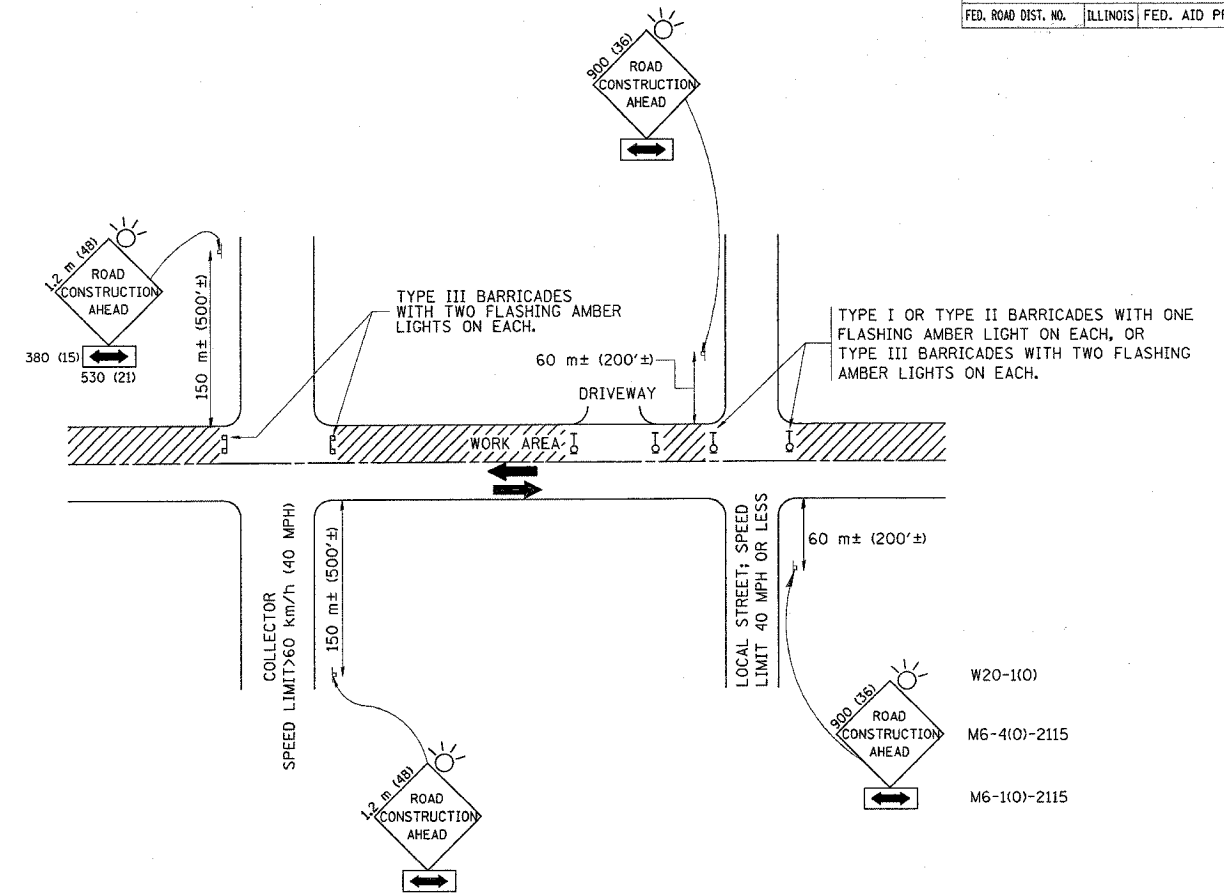 FED. ROAD DIST. NO. ILLINOIS FED. AID P
900 (36)
ROAD
CONSTRUCTION
AHEAD
1.2 m (48)
ROAD
CONSTRUCTION
AHEAD
380 (15)
530 (21)
150 m± (500'±)
TYPE III BARRICADES
WITH TWO FLASHING AMBER
LIGHTS ON EACH.
60 m± (200'±)
DRIVEWAY
TYPE I OR TYPE II BARRICADES WITH ONE
FLASHING AMBER LIGHT ON EACH, OR
TYPE III BARRICADES WITH TWO FLASHING
AMBER LIGHTS ON EACH.
WORK AREA
COLLECTOR
SPEED LIMIT>60 km/h (40 MPH)
150 m± (500'±)
LOCAL STREET; SPEED
LIMIT 40 MPH OR LESS
60 m± (200'±)
1.2 m (48)
ROAD
CONSTRUCTION
AHEAD
900 (36)
ROAD
CONSTRUCTION
AHEAD
W20-1(O)
M6-4(O)-2115
M6-1(O)-2115